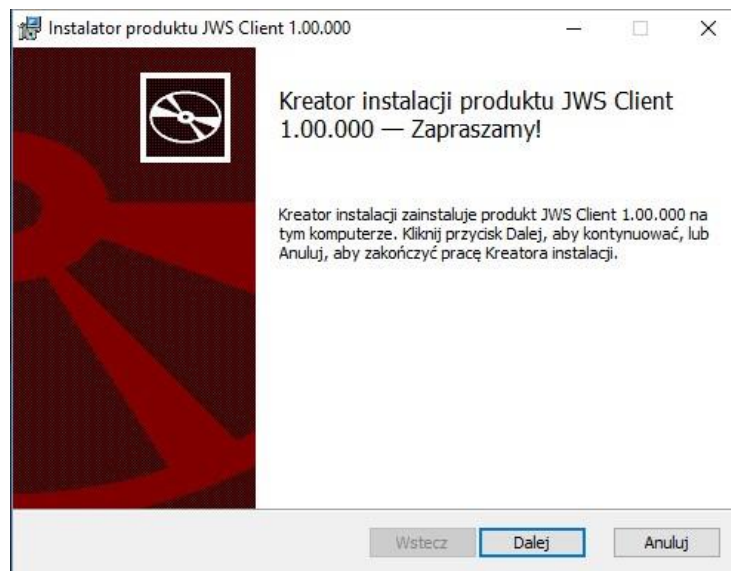 Instalator produktu JWS Client 1.00.000
Kreator instalacji produktu JWS Client
1.00.000 — Zapraszamy!
Kreator instalacji zainstaluje produkt JWS Client 1.00.000 na
tym komputerze. Kliknij przycisk Dalej, aby kontynuować, lub
Anuluj, aby zakończyć pracę Kreatora instalacji.
Wstecz Dalej Anuluj